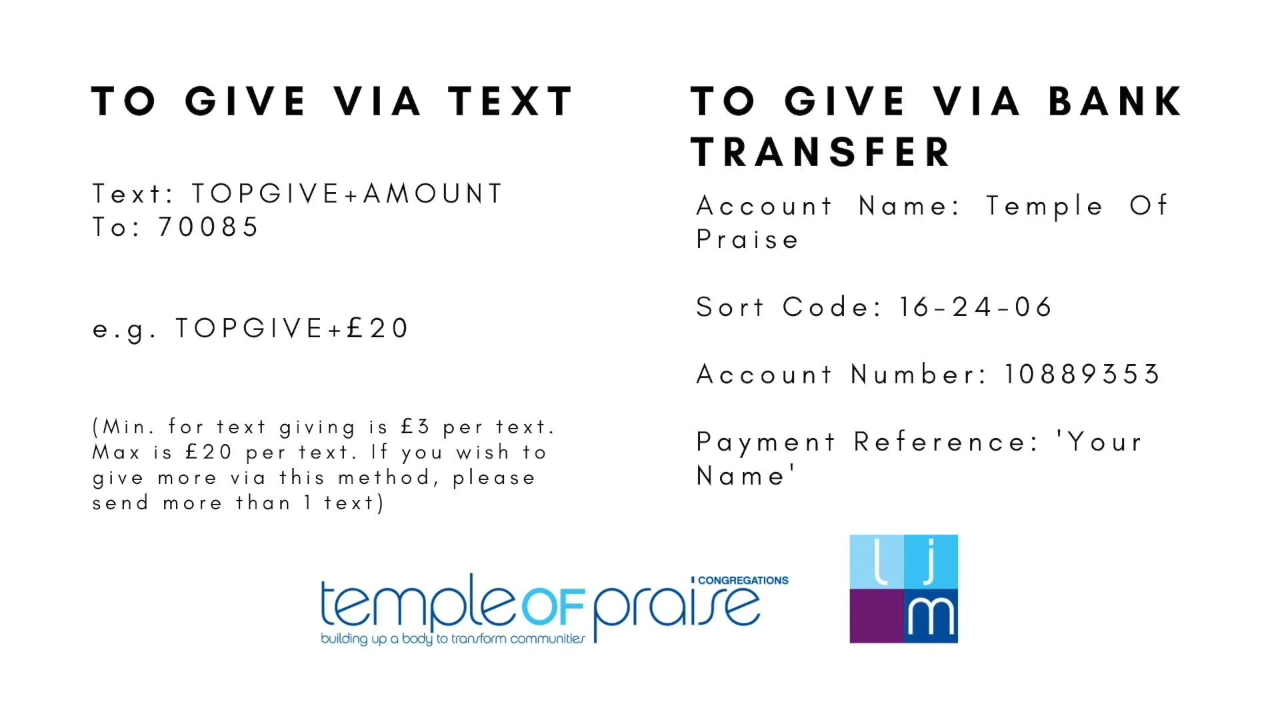 TO GIVE VIA TEXT
Text: TOPGIVE+AMOUNT
To: 70085
e.g. TOPGIVE+£20
(Min. for text giving is £3 per text.
Max is £20 per text. If you wish to
give more via this method, please
send more than 1 text)
TO GIVE VIA BANK
TRANSFER
Account Name: Temple Of
Praise
Sort Code: 16-24-06
Account Number: 10889353
Payment Reference: 'Your
Name'
temple OF praise CONGREGATIONS
building up a body to transform communities
l j
m